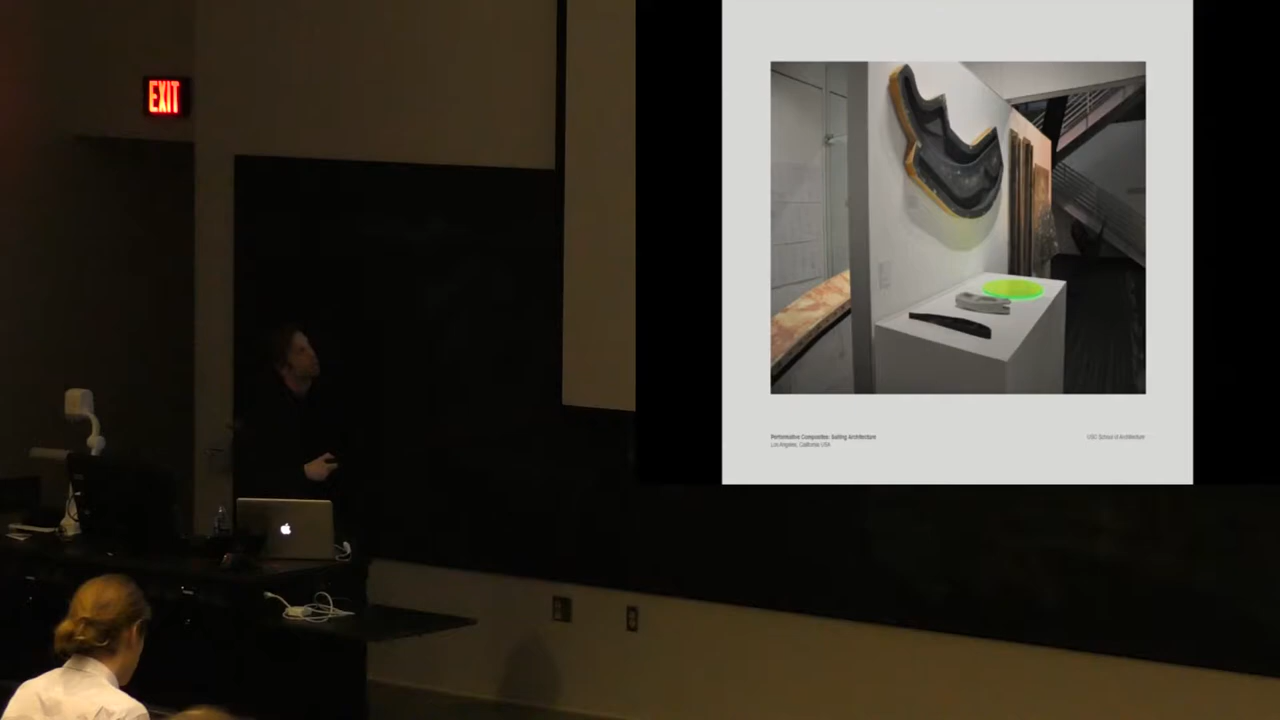 EXIT
Performative Composites: Sailing Architecture
Los Angeles, California USA
USC School of Architecture